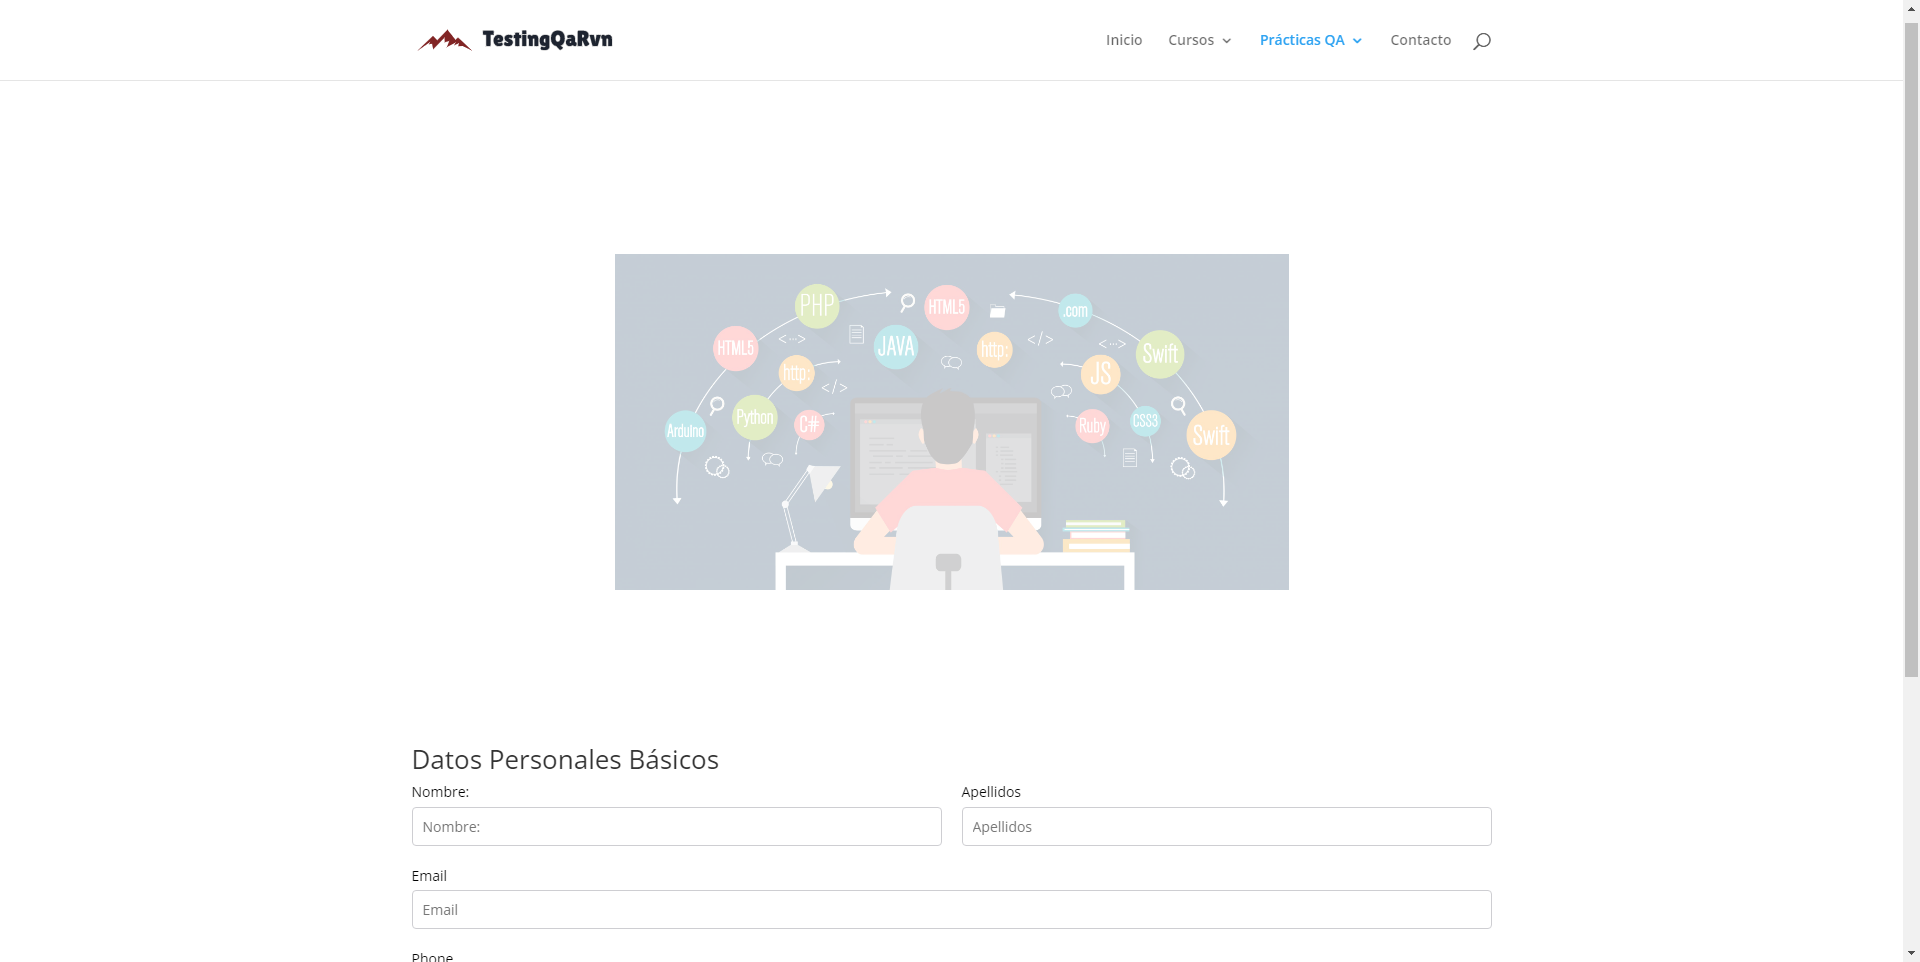 TestingQaRvn
Inicio Cursos Prácticas QA Contacto
PHP HTML5 .com
HTML5 <···> JAVA http: </> <···> Swift
http: </> JS
Arduino Python C# Ruby CSS3 Swift
Datos Personales Básicos
Nombre: Apellidos
Nombre: Apellidos
Email
Email
Phone